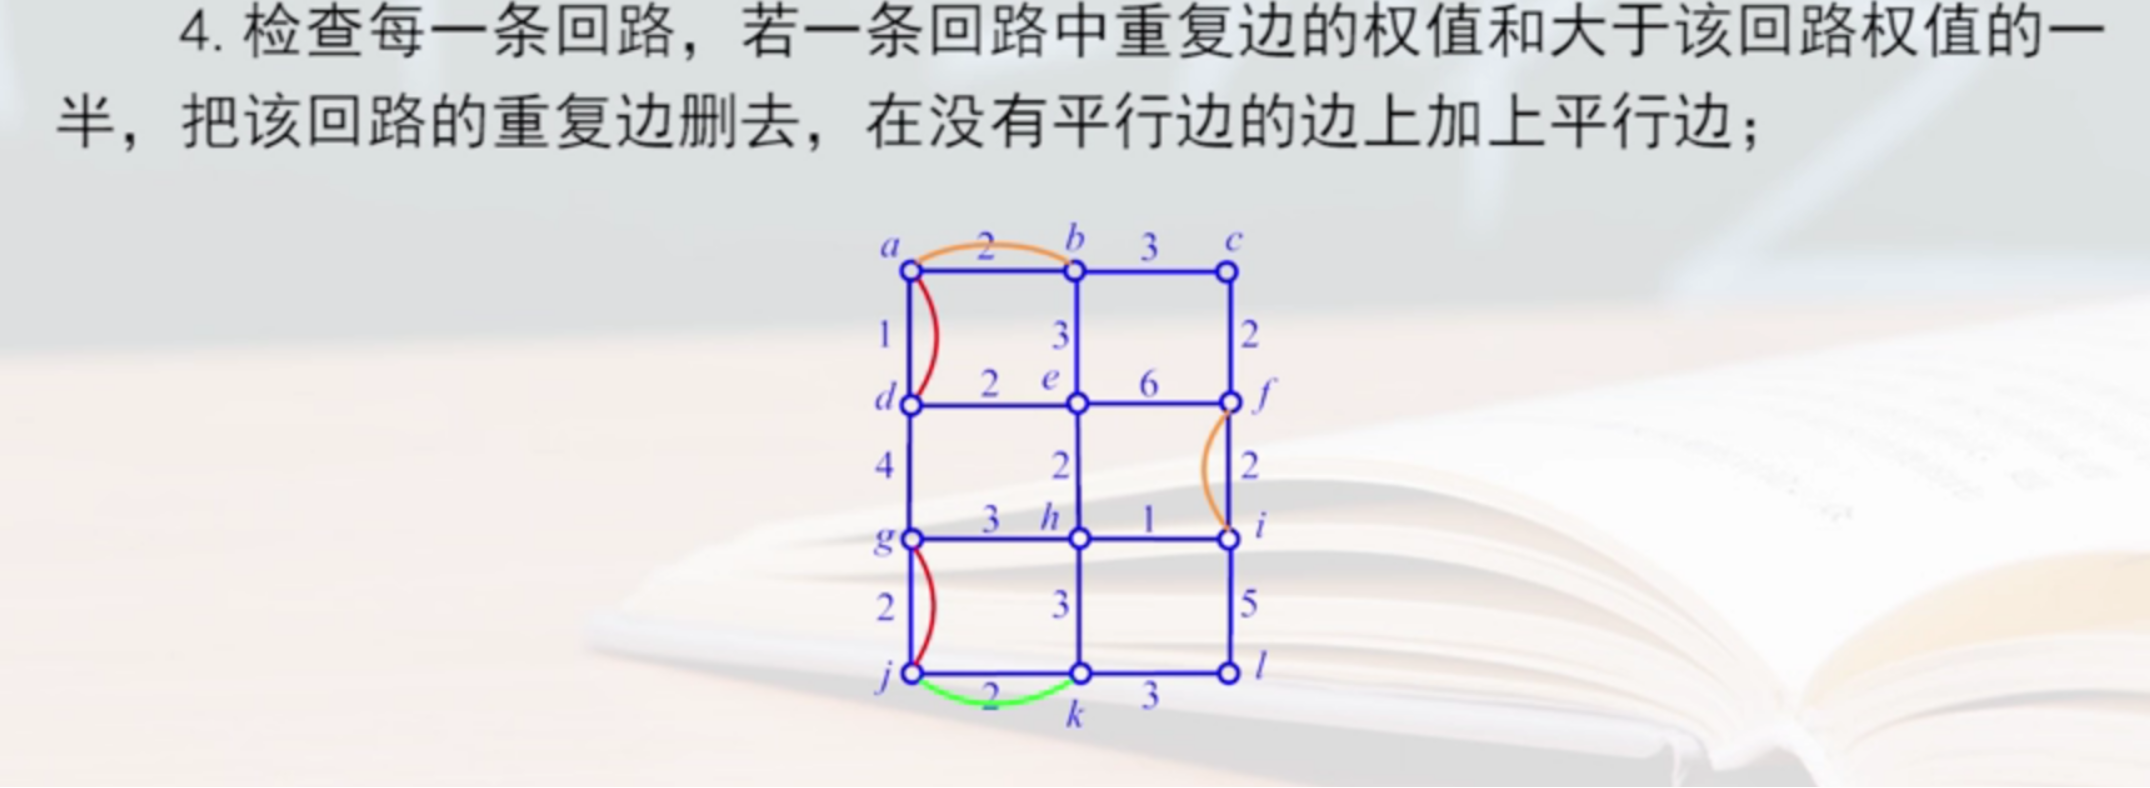 4. 检查每一条回路，若一条回路中重复边的权值和大于该回路权值的一
半，把该回路的重复边删去，在没有平行边的边上加上平行边；
a 2 b 3 c
1 3 2
d 2 e 6 f
4 2 2
g 3 h 1 i
2 3 5
j 2 k 3 l